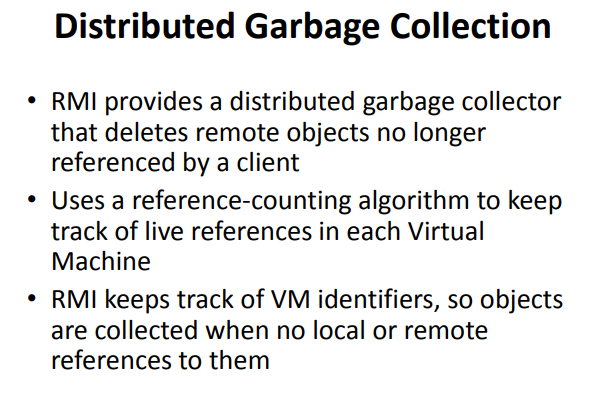 Distributed Garbage Collection
• RMI provides a distributed garbage collector
that deletes remote objects no longer
referenced by a client
• Uses a reference-counting algorithm to keep
track of live references in each Virtual
Machine
• RMI keeps track of VM identifiers, so objects
are collected when no local or remote
references to them